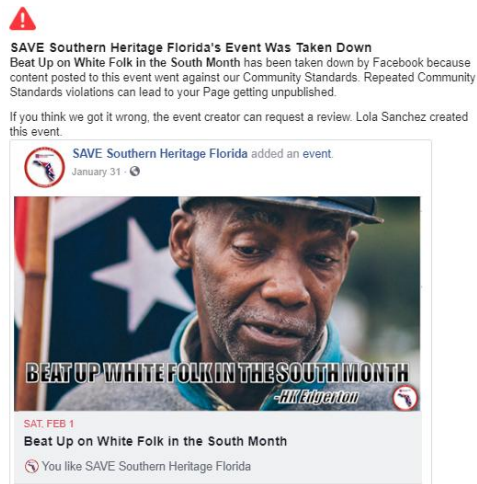 SAVE Southern Heritage Florida's Event Was Taken Down
Beat Up on White Folk in the South Month has been taken down by Facebook because
content posted to this event went against our Community Standards. Repeated Community
Standards violations can lead to your Page getting unpublished.
If you think we got it wrong, the event creator can request a review. Lola Sanchez created
this event.
SAVE Southern Heritage Florida added an event.
January 31 ·
BEAT UP WHITE FOLK IN THE SOUTH MONTH
-HK Edgerton
SAT, FEB 1
Beat Up on White Folk in the South Month
You like SAVE Southern Heritage Florida